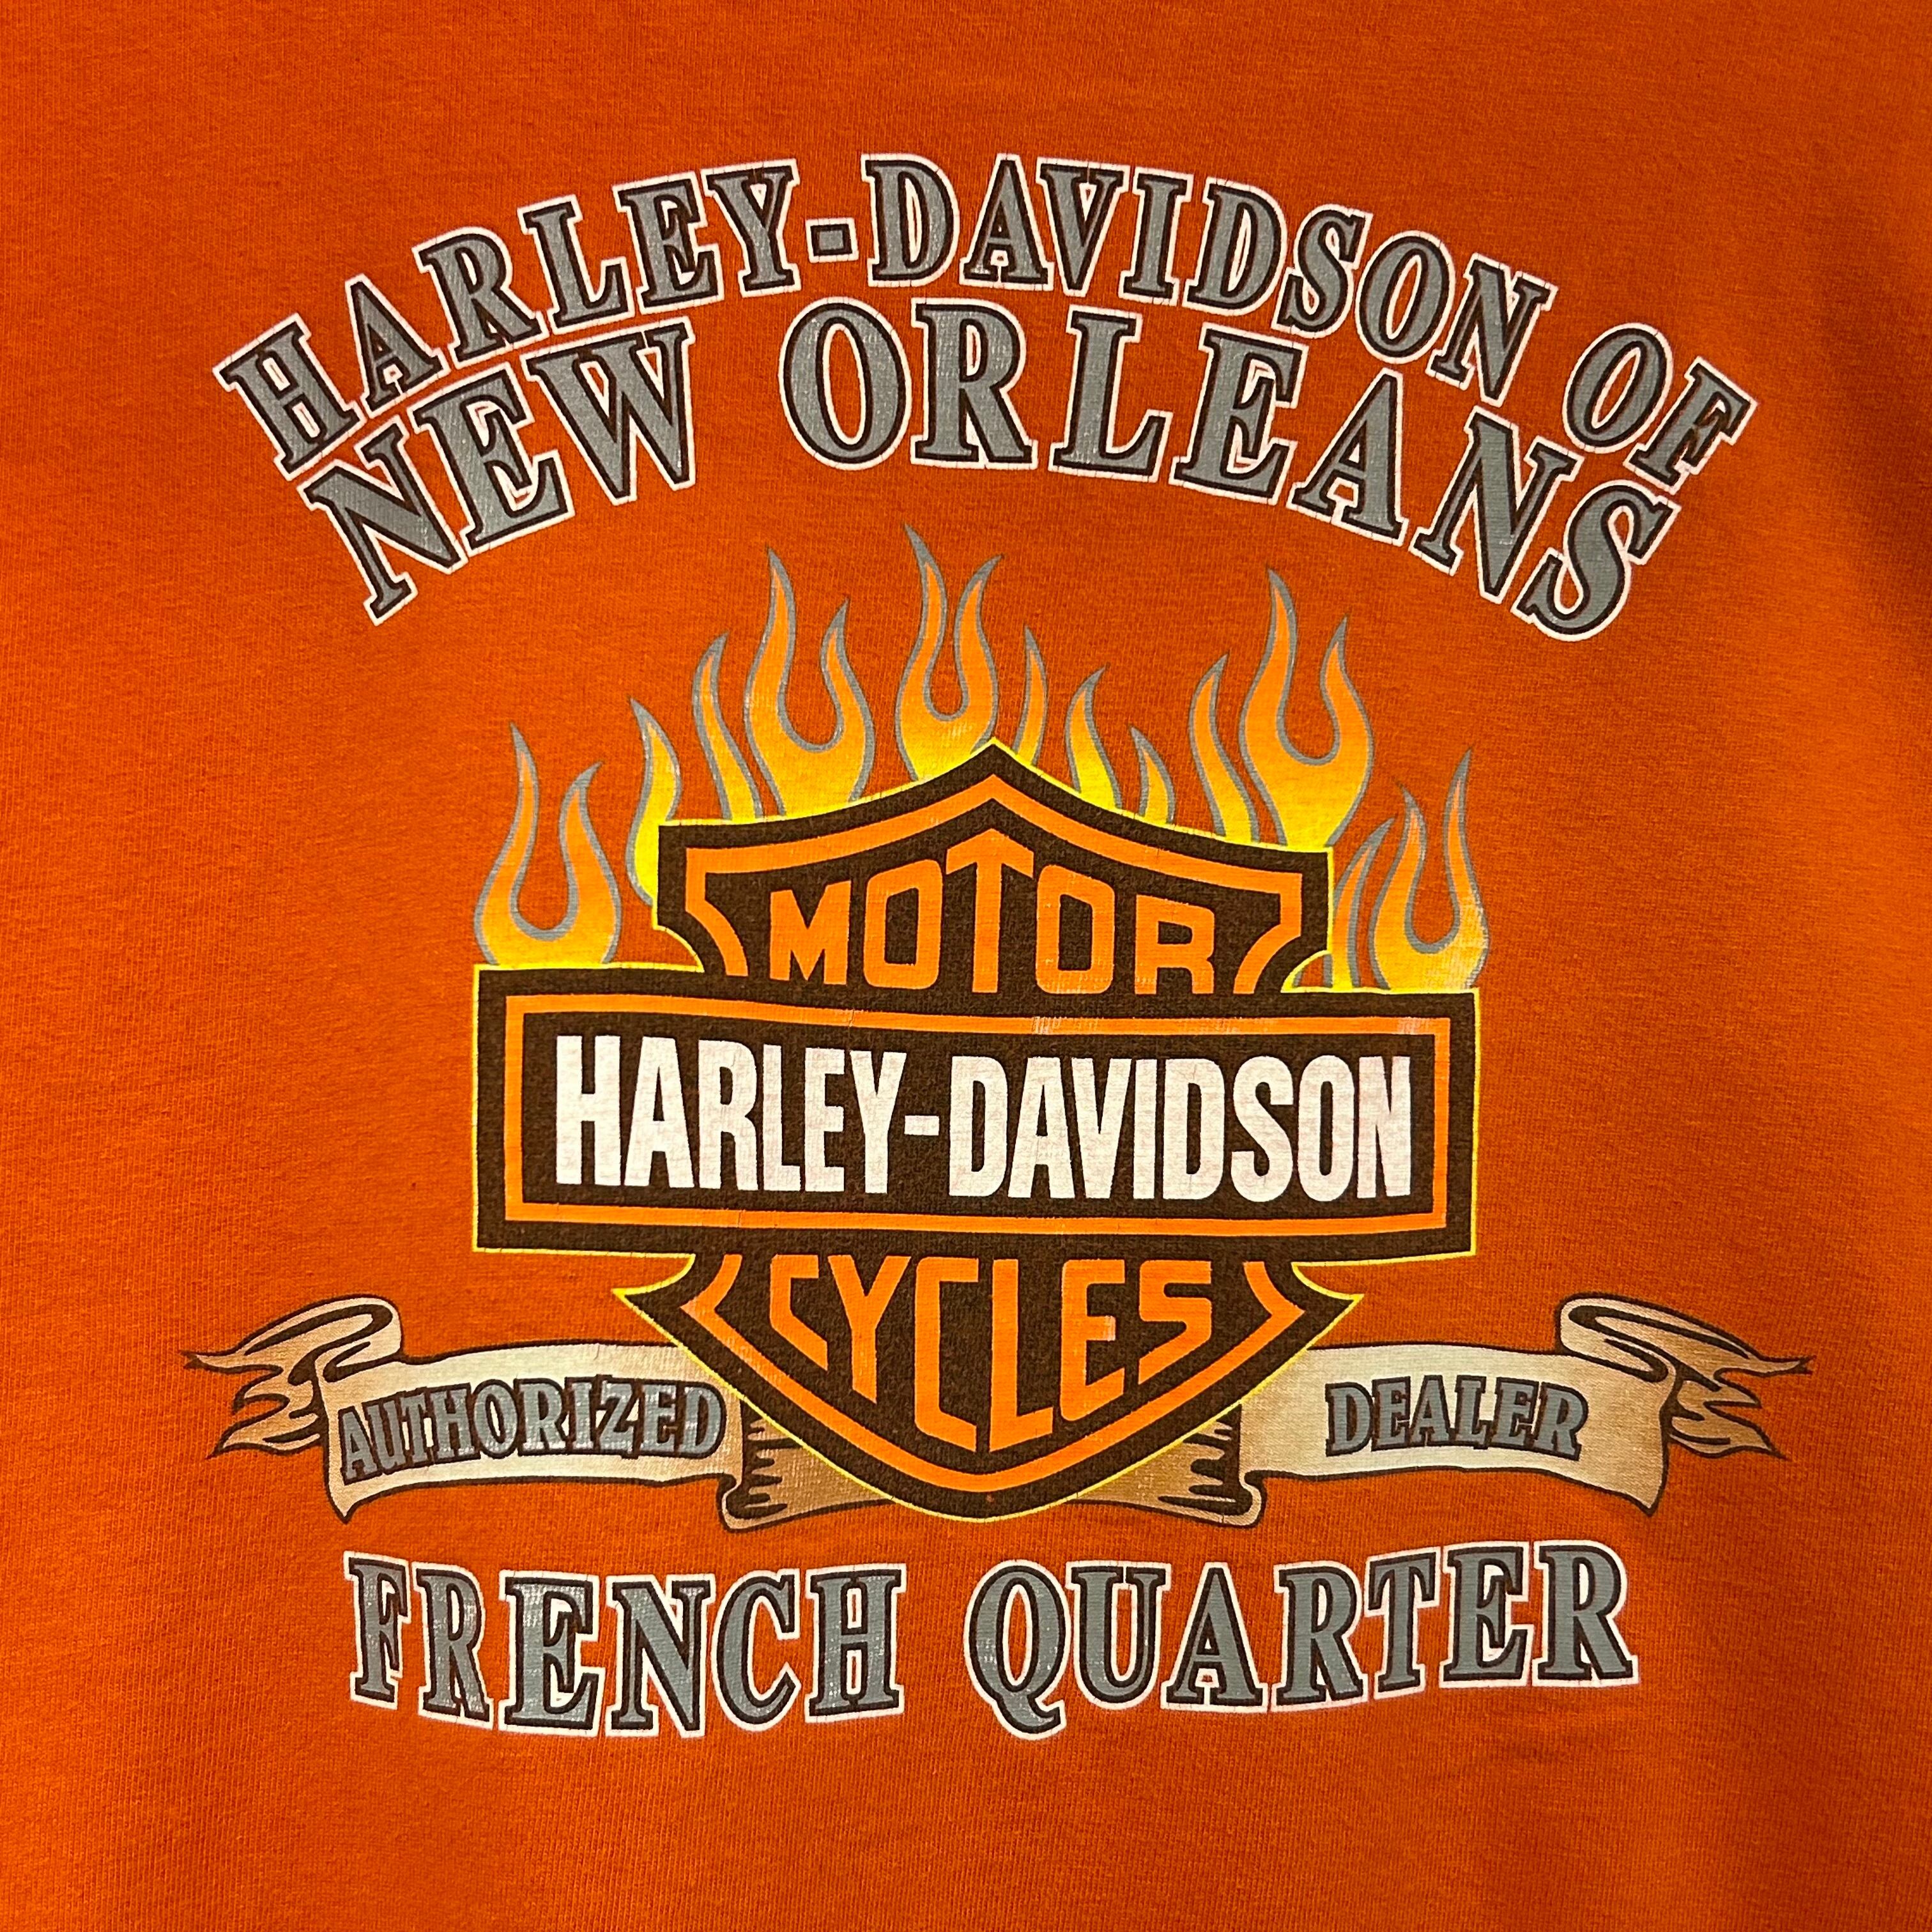 HARLEY-DAVIDSON OF
NEW ORLEANS
MOTOR
HARLEY-DAVIDSON
CYCLES
AUTHORIZED DEALER
FRENCH QUARTER